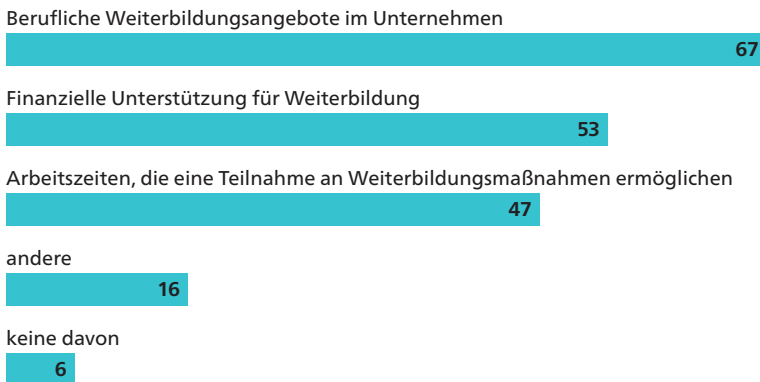 Berufliche Weiterbildungsangebote im Unternehmen
67
Finanzielle Unterstützung für Weiterbildung
53
Arbeitszeiten, die eine Teilnahme an Weiterbildungsmaßnahmen ermöglichen
47
andere
16
keine davon
6